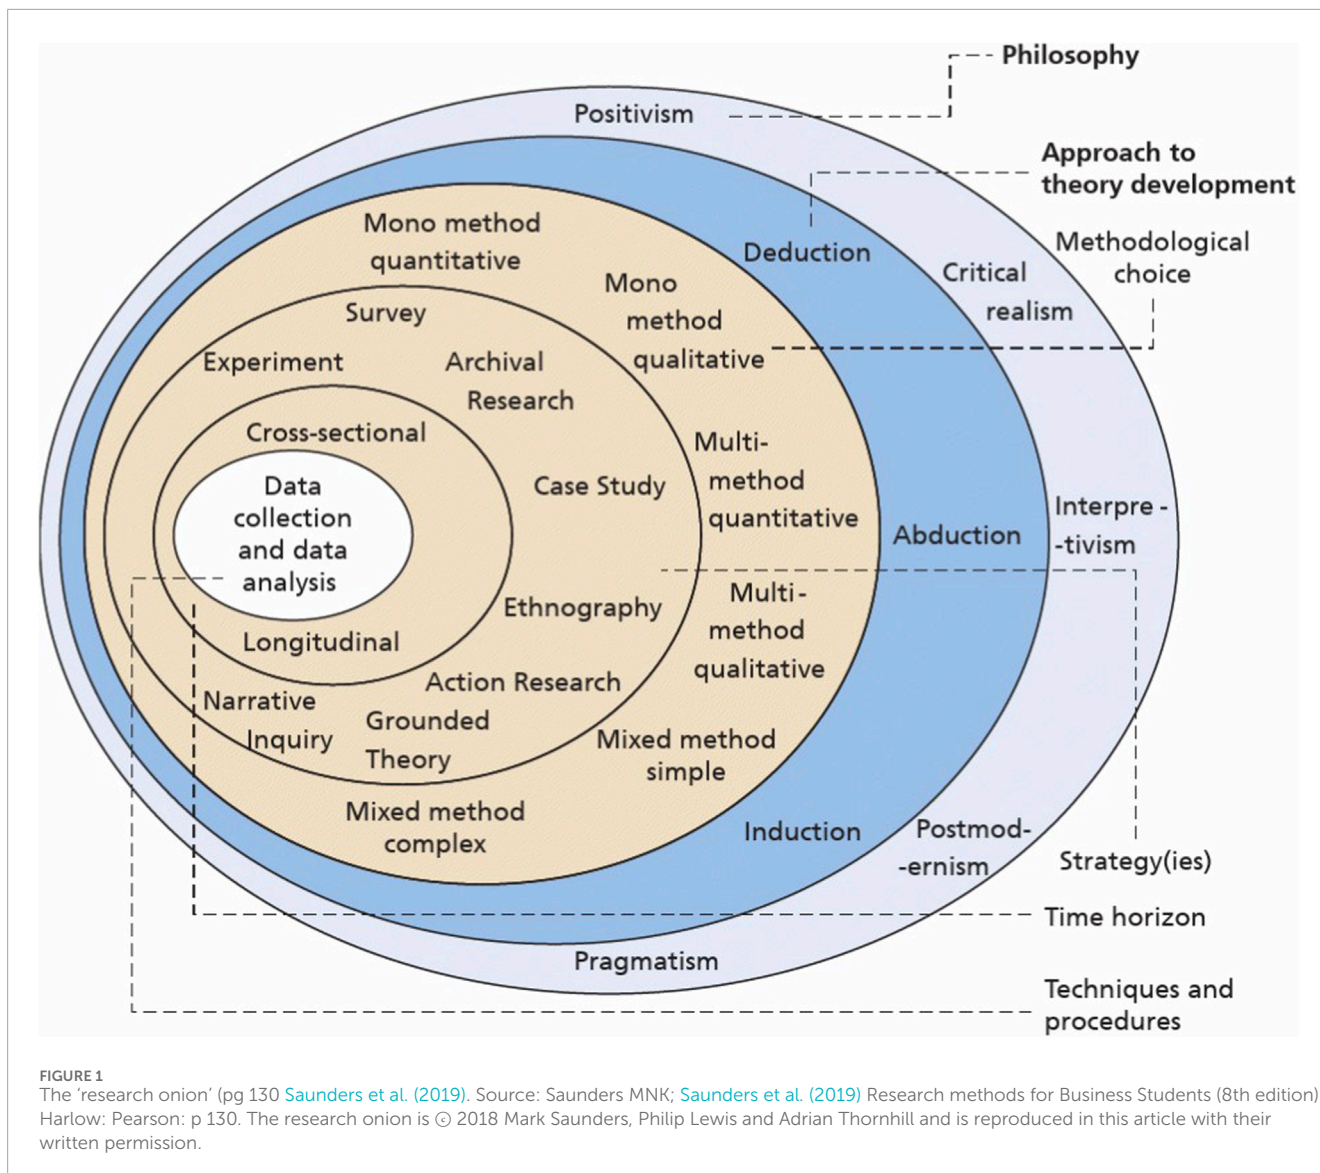 Philosophy
Positivism
Approach to
theory development
Mono method
quantitative
Deduction
Methodological
choice
Critical
realism
Mono
method
qualitative
Survey
Experiment
Archival
Research
Cross-sectional
Data
collection
and data
analysis
Case Study
Multi-
method
quantitative
Abduction
Interpre -
-tivism
Ethnography
Multi-
method
qualitative
Longitudinal
Action Research
Narrative
Inquiry
Grounded
Theory
Mixed method
simple
Mixed method
complex
Induction
Postmod-
-ernism
Strategy(ies)
Time horizon
Pragmatism
Techniques and
procedures
FIGURE 1
The ‘research onion’ (pg 130 Saunders et al. (2019). Source: Saunders MNK; Saunders et al. (2019) Research methods for Business Students (8th edition)
Harlow: Pearson: p 130. The research onion is © 2018 Mark Saunders, Philip Lewis and Adrian Thornhill and is reproduced in this article with their
written permission.